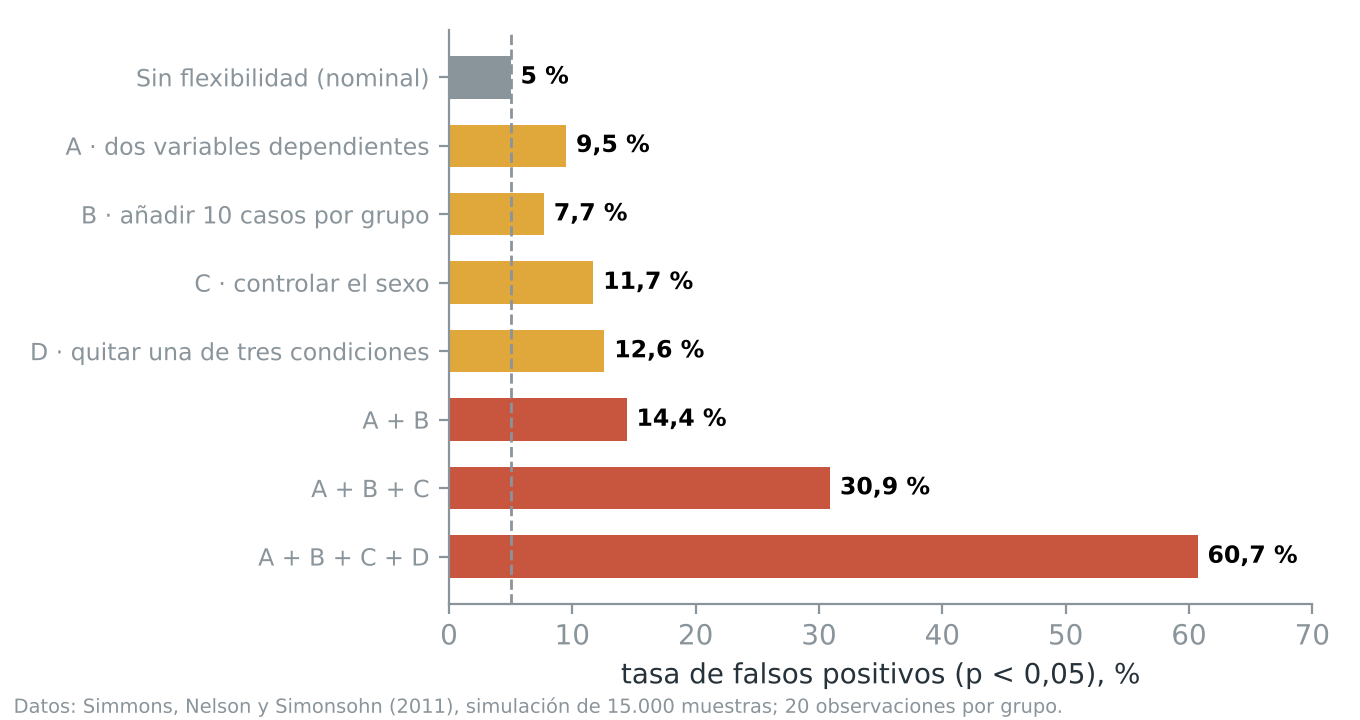 Sin flexibilidad (nominal) 5 %
A · dos variables dependientes 9,5 %
B · añadir 10 casos por grupo 7,7 %
C · controlar el sexo 11,7 %
D · quitar una de tres condiciones 12,6 %
A + B 14,4 %
A + B + C 30,9 %
A + B + C + D 60,7 %
0 10 20 30 40 50 60 70
tasa de falsos positivos (p < 0,05), %
Datos: Simmons, Nelson y Simonsohn (2011), simulación de 15.000 muestras; 20 observaciones por grupo.